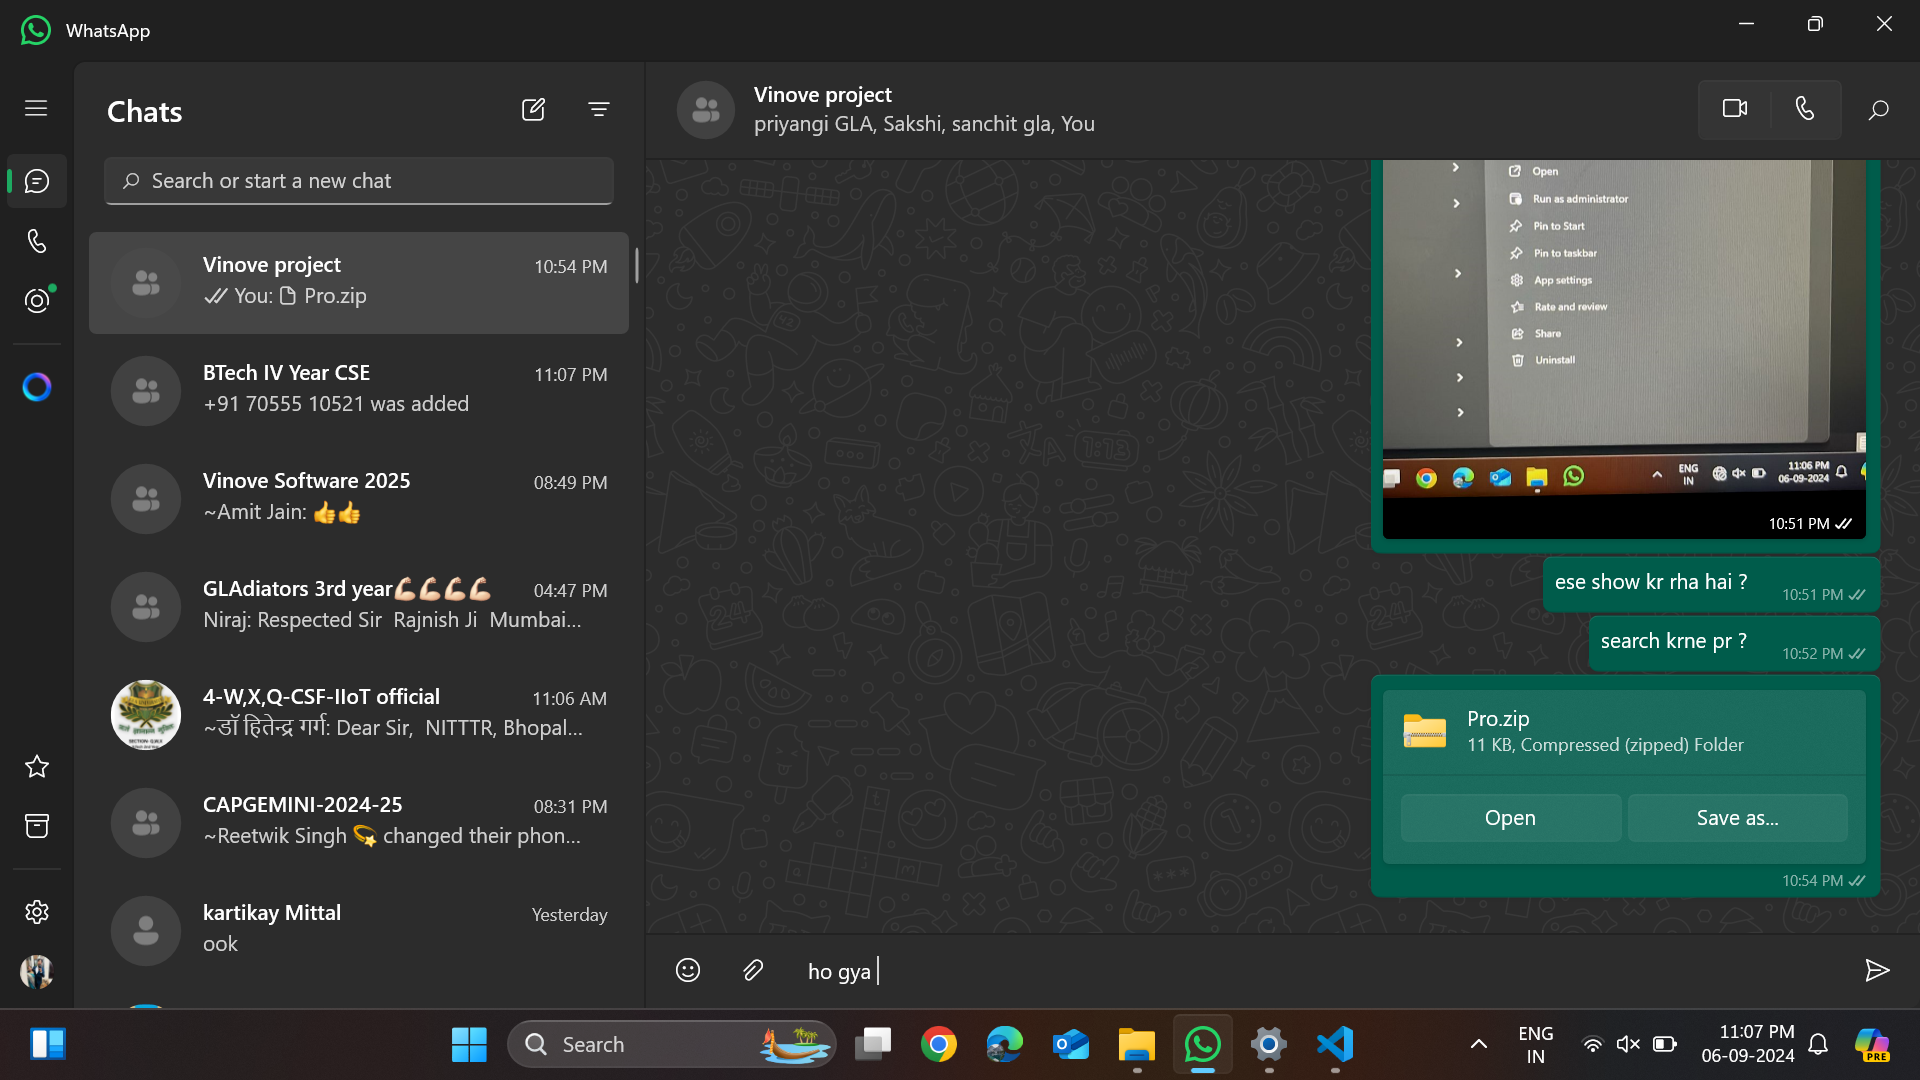 WhatsApp
Chats
Search or start a new chat
Vinove project
10:54 PM
You: Pro.zip
BTech IV Year CSE
11:07 PM
+91 70555 10521 was added
Vinove Software 2025
08:49 PM
~Amit Jain: 👍👍
GLAdiators 3rd year💪🏻💪🏻💪🏻💪🏻
04:47 PM
Niraj: Respected Sir  Rajnish Ji  Mumbai...
4-W,X,Q-CSF-IIoT official
11:06 AM
~डॉ हितेन्द्र गर्ग: Dear Sir,  NITTTR, Bhopal...
CAPGEMINI-2024-25
08:31 PM
~Reetwik Singh 💫 changed their phon...
kartikay Mittal
Yesterday
ook
Vinove project
priyangi GLA, Sakshi, sanchit gla, You
Open
Run as administrator
Pin to Start
Pin to taskbar
App settings
Rate and review
Share
Uninstall
ENG
IN
11:06 PM
06-09-2024
10:51 PM
ese show kr rha hai ?
10:51 PM
search krne pr ?
10:52 PM
Pro.zip
11 KB, Compressed (zipped) Folder
Open
Save as...
10:54 PM
ho gya
Search
ENG
IN
11:07 PM
06-09-2024
PRE